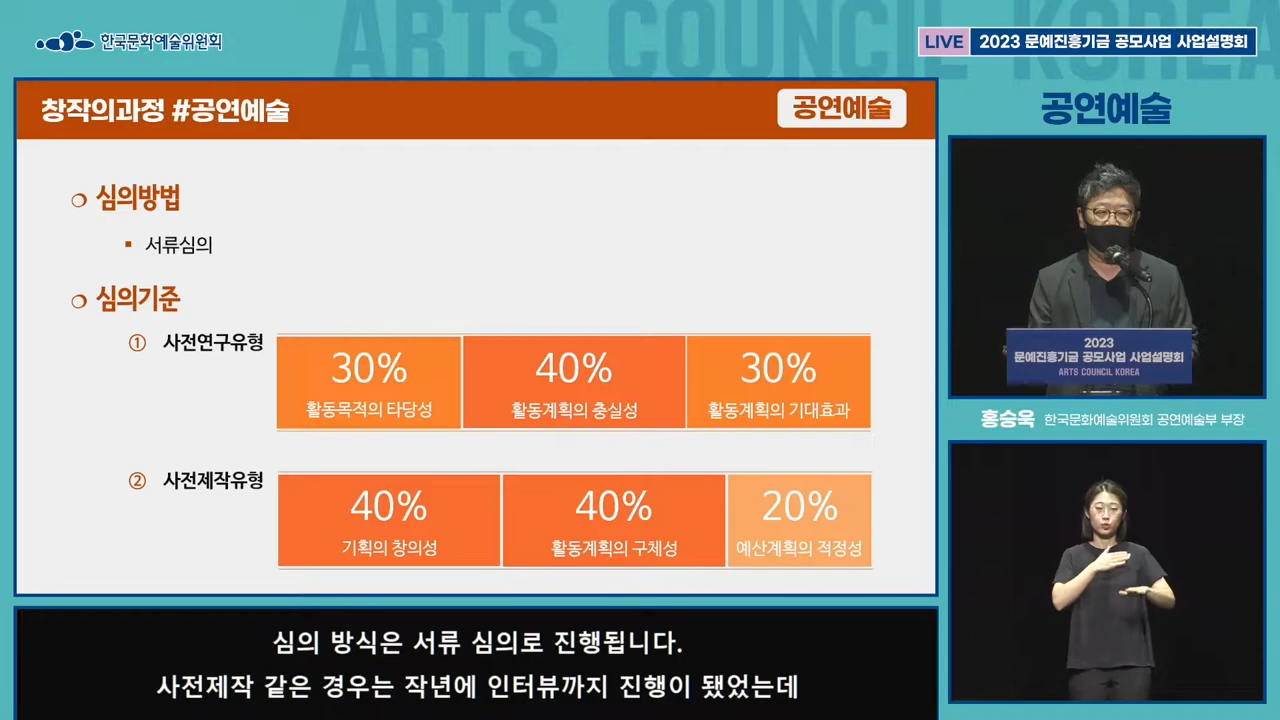 ARTS COUNCIL KOREA
한국문화예술위원회
LIVE 2023 문예진흥기금 공모사업 사업설명회
창작의과정 #공연예술
공연예술
심의방법
서류심의
심의기준
① 사전연구유형
30% 40% 30%
활동목적의 타당성 활동계획의 충실성 활동계획의 기대효과
② 사전제작유형
40% 40% 20%
기획의 창의성 활동계획의 구체성 예산계획의 적정성
심의 방식은 서류 심의로 진행됩니다.
사전제작 같은 경우는 작년에 인터뷰까지 진행이 됐었는데
공연예술
2023
문예진흥기금 공모사업 사업설명회
ARTS COUNCIL KOREA
홍승욱 한국문화예술위원회 공연예술부 부장